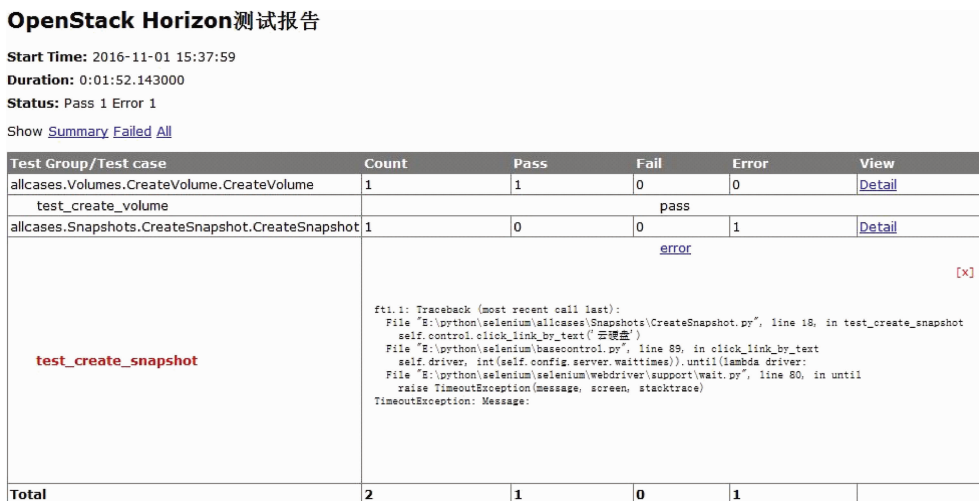 OpenStack Horizon测试报告
Start Time: 2016-11-01 15:37:59
Duration: 0:01:52.143000
Status: Pass 1 Error 1
Show Summary Failed All
Test Group/Test case Count Pass Fail Error View
allcases.Volumes.CreateVolume.CreateVolume 1 1 0 0 Detail
test_create_volume pass
allcases.Snapshots.CreateSnapshot.CreateSnapshot 1 0 0 1 Detail
error
[x]
ft1.1: Traceback (most recent call last):
File "E:\python\selenium\allcases\Snapshots\CreateSnapshot.py", line 18, in test_create_snapshot
self.control.click_link_by_text('云硬盘')
File "E:\python\selenium\basecontrol.py", line 89, in click_link_by_text
self.driver, int(self.config.server.waittimes)).until(lambda driver:
File "E:\python\selenium\selenium\webdriver\support\wait.py", line 80, in until
raise TimeoutException(message, screen, stacktrace)
TimeoutException: Message:
test_create_snapshot
Total 2 1 0 1